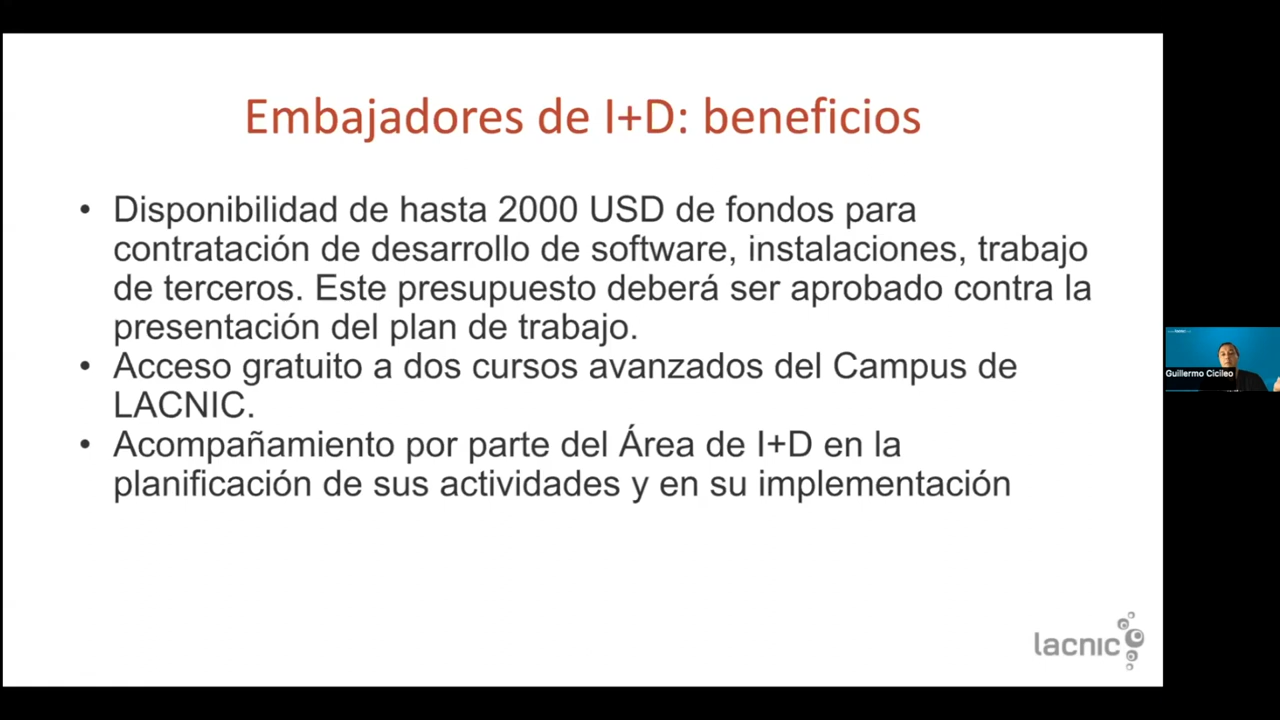 Embajadores de I+D: beneficios
• Disponibilidad de hasta 2000 USD de fondos para
contratación de desarrollo de software, instalaciones, trabajo
de terceros. Este presupuesto deberá ser aprobado contra la
presentación del plan de trabajo.
• Acceso gratuito a dos cursos avanzados del Campus de
LACNIC.
• Acompañamiento por parte del Área de I+D en la
planificación de sus actividades y en su implementación
Guillermo Cicileo
lacnic